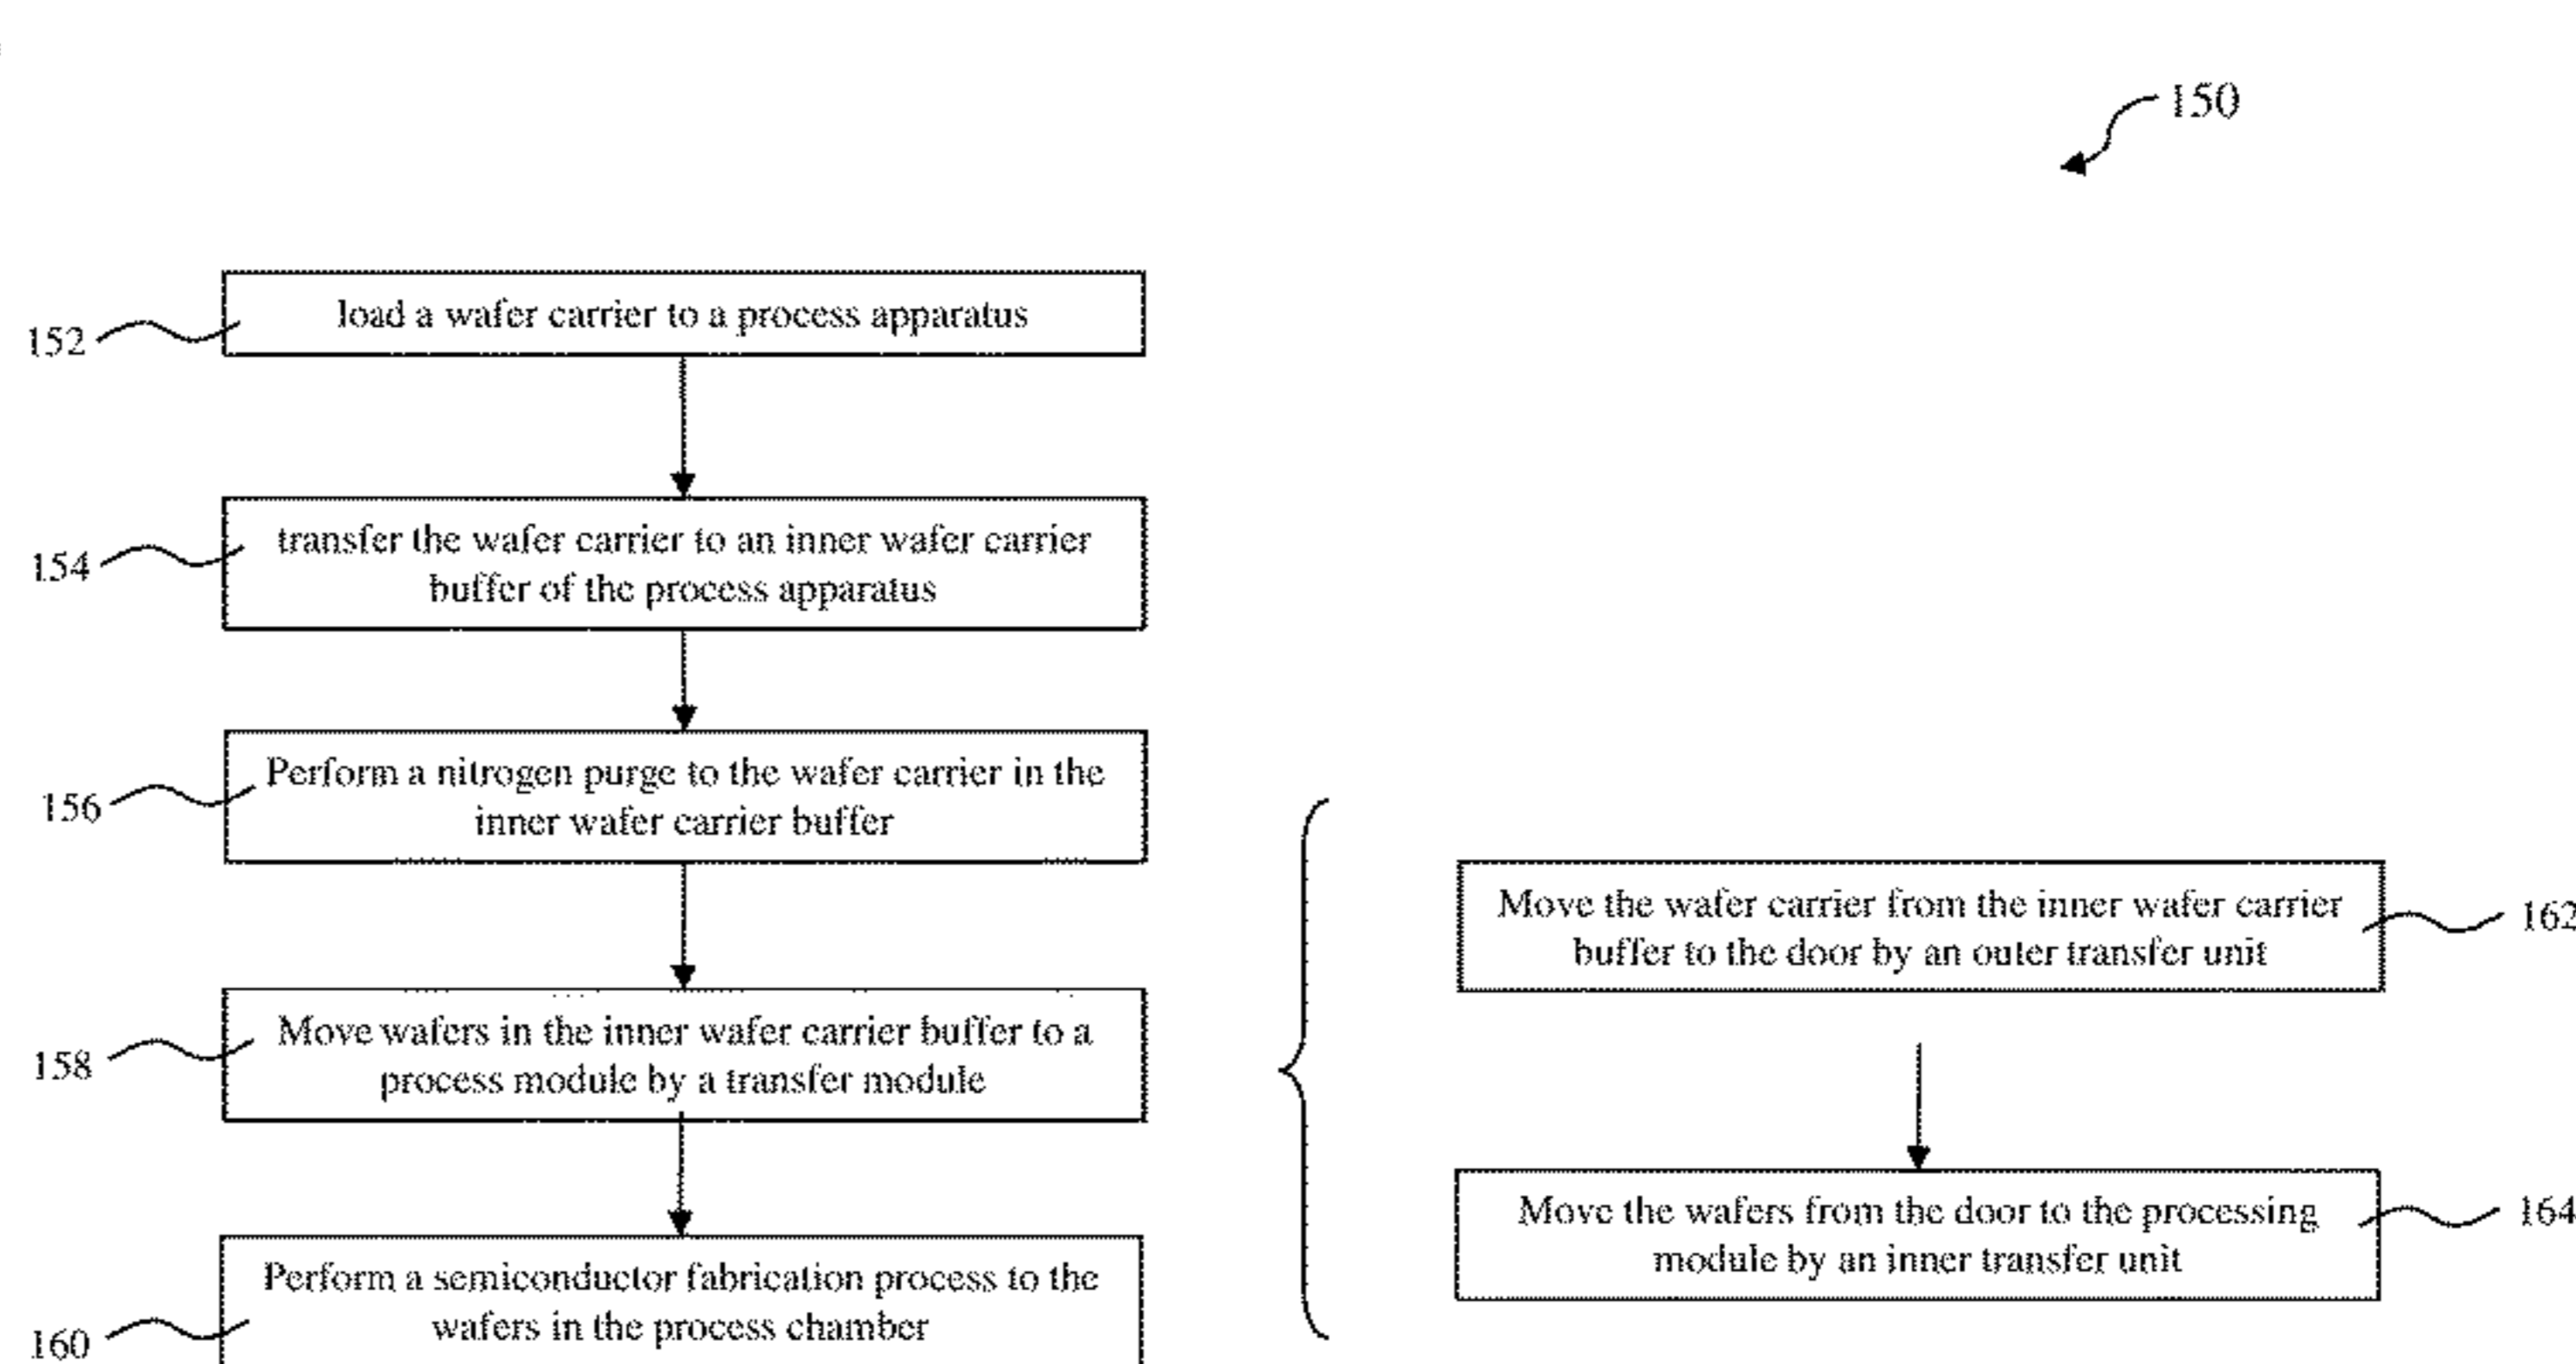 150
152
load a wafer carrier to a process apparatus
154
transfer the wafer carrier to an inner wafer carrier
buffer of the process apparatus
156
Perform a nitrogen purge to the wafer carrier in the
inner wafer carrier buffer
158
Move wafers in the inner wafer carrier buffer to a
process module by a transfer module
160
Perform a semiconductor fabrication process to the
wafers in the process chamber
Move the wafer carrier from the inner wafer carrier
buffer to the door by an outer transfer unit
162
Move the wafers from the door to the processing
module by an inner transfer unit
164